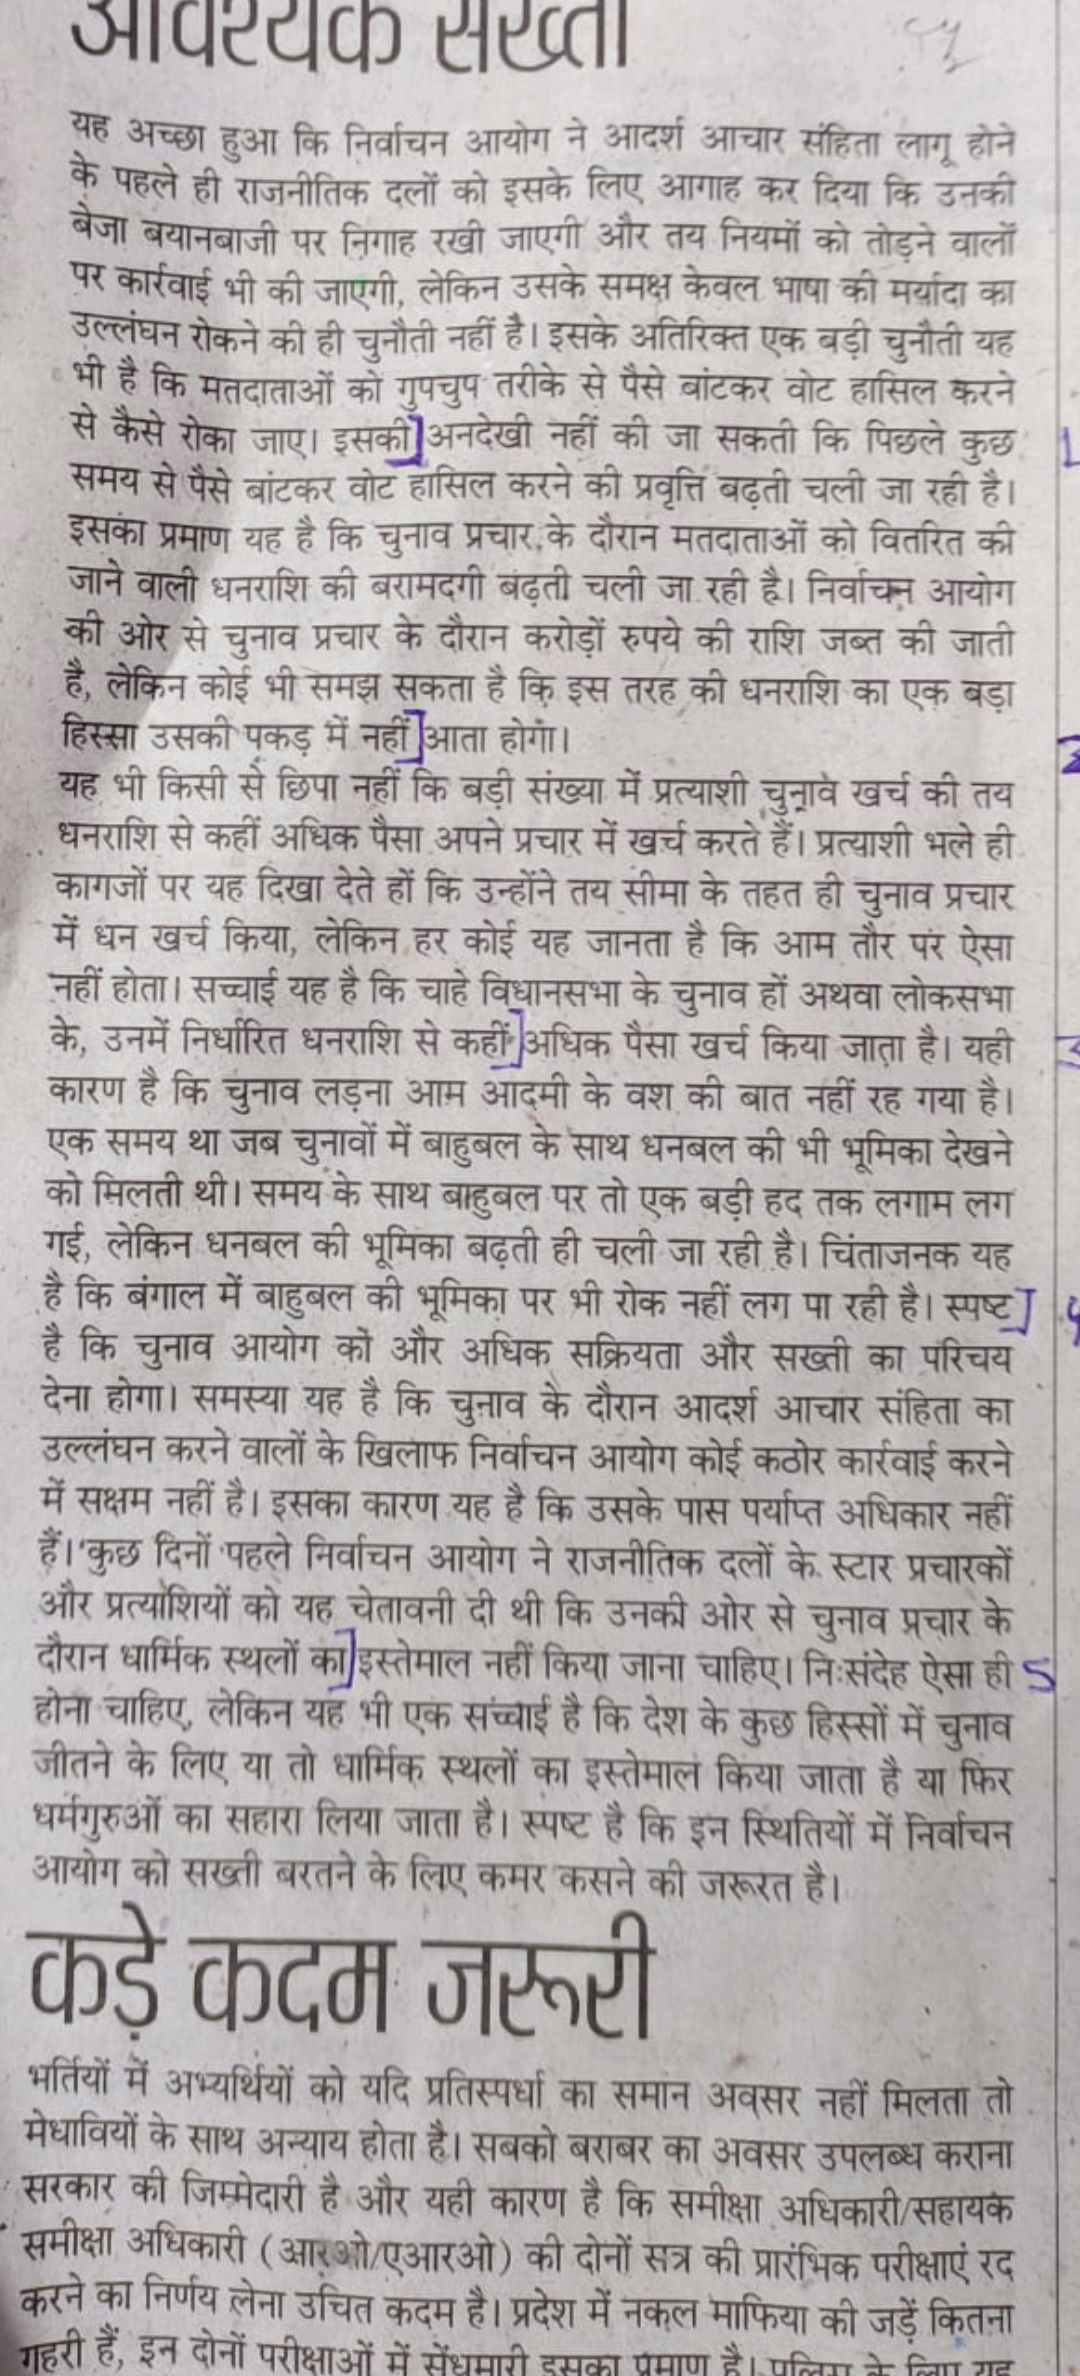 आवश्यक सख्ती
यह अच्छा हुआ कि निर्वाचन आयोग ने आदर्श आचार संहिता लागू होने
के पहले ही राजनीतिक दलों को इसके लिए आगाह कर दिया कि उनकी
बेजा बयानबाजी पर निगाह रखी जाएगी और तय नियमों को तोड़ने वालों
पर कार्रवाई भी की जाएगी, लेकिन उसके समक्ष केवल भाषा की मर्यादा का
उल्लंघन रोकने की ही चुनौती नहीं है। इसके अतिरिक्त एक बड़ी चुनौती यह
भी है कि मतदाताओं को गुपचुप तरीके से पैसे बांटकर वोट हासिल करने
से कैसे रोका जाए। इसकी] अनदेखी नहीं की जा सकती कि पिछले कुछ 1
समय से पैसे बांटकर वोट हासिल करने की प्रवृत्ति बढ़ती चली जा रही है।
इसका प्रमाण यह है कि चुनाव प्रचार के दौरान मतदाताओं को वितरित की
जाने वाली धनराशि की बरामदगी बढ़ती चली जा रही है। निर्वाचन आयोग
की ओर से चुनाव प्रचार के दौरान करोड़ों रुपये की राशि जब्त की जाती
है, लेकिन कोई भी समझ सकता है कि इस तरह की धनराशि का एक बड़ा
हिस्सा उसकी पकड़ में नहीं] आता होगा। 2
यह भी किसी से छिपा नहीं कि बड़ी संख्या में प्रत्याशी चुनाव खर्च की तय
धनराशि से कहीं अधिक पैसा अपने प्रचार में खर्च करते हैं। प्रत्याशी भले ही
कागजों पर यह दिखा देते हों कि उन्होंने तय सीमा के तहत ही चुनाव प्रचार
में धन खर्च किया, लेकिन हर कोई यह जानता है कि आम तौर पर ऐसा
नहीं होता। सच्चाई यह है कि चाहे विधानसभा के चुनाव हों अथवा लोकसभा
के, उनमें निर्धारित धनराशि से कहीं] अधिक पैसा खर्च किया जाता है। यही 3
कारण है कि चुनाव लड़ना आम आदमी के वश की बात नहीं रह गया है।
एक समय था जब चुनावों में बाहुबल के साथ धनबल की भी भूमिका देखने
को मिलती थी। समय के साथ बाहुबल पर तो एक बड़ी हद तक लगाम लग
गई, लेकिन धनबल की भूमिका बढ़ती ही चली जा रही है। चिंताजनक यह
है कि बंगाल में बाहुबल की भूमिका पर भी रोक नहीं लग पा रही है। स्पष्ट] 4
है कि चुनाव आयोग को और अधिक सक्रियता और सख्ती का परिचय
देना होगा। समस्या यह है कि चुनाव के दौरान आदर्श आचार संहिता का
उल्लंघन करने वालों के खिलाफ निर्वाचन आयोग कोई कठोर कार्रवाई करने
में सक्षम नहीं है। इसका कारण यह है कि उसके पास पर्याप्त अधिकार नहीं
हैं। कुछ दिनों पहले निर्वाचन आयोग ने राजनीतिक दलों के स्टार प्रचारकों
और प्रत्याशियों को यह चेतावनी दी थी कि उनकी ओर से चुनाव प्रचार के
दौरान धार्मिक स्थलों का] इस्तेमाल नहीं किया जाना चाहिए। नि:संदेह ऐसा ही 5
होना चाहिए, लेकिन यह भी एक सच्चाई है कि देश के कुछ हिस्सों में चुनाव
जीतने के लिए या तो धार्मिक स्थलों का इस्तेमाल किया जाता है या फिर
धर्मगुरुओं का सहारा लिया जाता है। स्पष्ट है कि इन स्थितियों में निर्वाचन
आयोग को सख्ती बरतने के लिए कमर कसने की जरूरत है।
कड़े कदम जरूरी
भर्तियों में अभ्यर्थियों को यदि प्रतिस्पर्धा का समान अवसर नहीं मिलता तो
मेधावियों के साथ अन्याय होता है। सबको बराबर का अवसर उपलब्ध कराना
सरकार की जिम्मेदारी है और यही कारण है कि समीक्षा अधिकारी/सहायक
समीक्षा अधिकारी (आरओ/एआरओ) की दोनों सत्र की प्रारंभिक परीक्षाएं रद
करने का निर्णय लेना उचित कदम है। प्रदेश में नकल माफिया की जड़ें कितना
गहरी हैं, इन दोनों परीक्षाओं में सेंधमारी इसका प्रमाण है। पुलिस के लिए यह